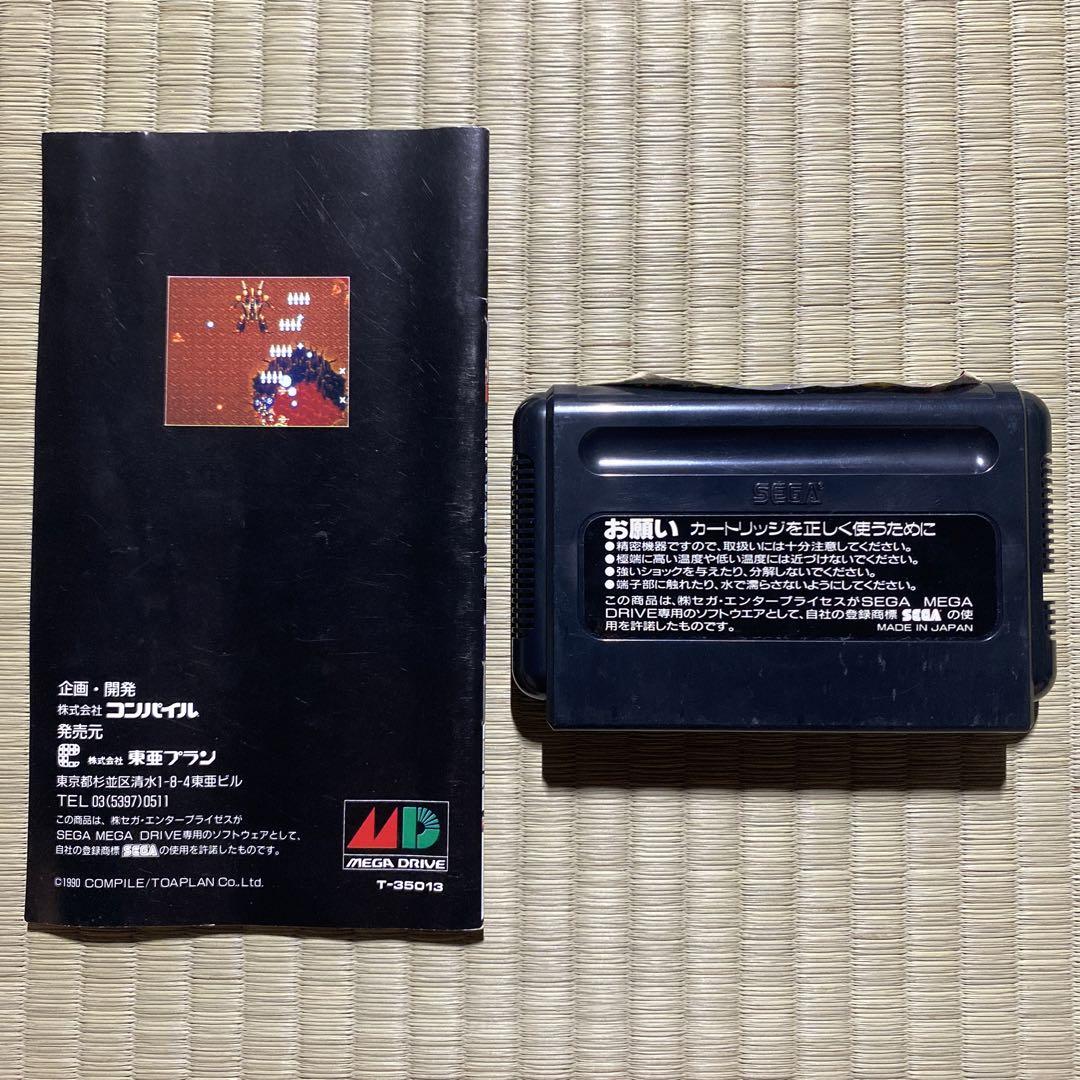 企画・開発
株式会社 コンパイル
発売元
株式会社 東亜プラン
東京都杉並区清水1-8-4東亜ビル
TEL 03(5397)0511
この商品は、㈱セガ・エンタープライゼスが
SEGA MEGA DRIVE専用のソフトウェアとして、
自社の登録商標 SEGA の使用を許諾したものです。
©1990 COMPILE/TOAPLAN Co., Ltd.
MD
MEGA DRIVE
T-35013
SEGA
お願い カートリッジを正しく使うために
●精密機器ですので、取扱いには十分注意してください。
●極端に高い温度や低い温度には近づけないでください。
●強いショックを与えたり、分解しないでください。
●端子部に触れたり、水で濡らさないようにしてください。
この商品は、㈱セガ・エンタープライゼスがSEGA MEGA
DRIVE専用のソフトウエアとして、自社の登録商標 SEGA の使
用を許諾したものです。
MADE IN JAPAN